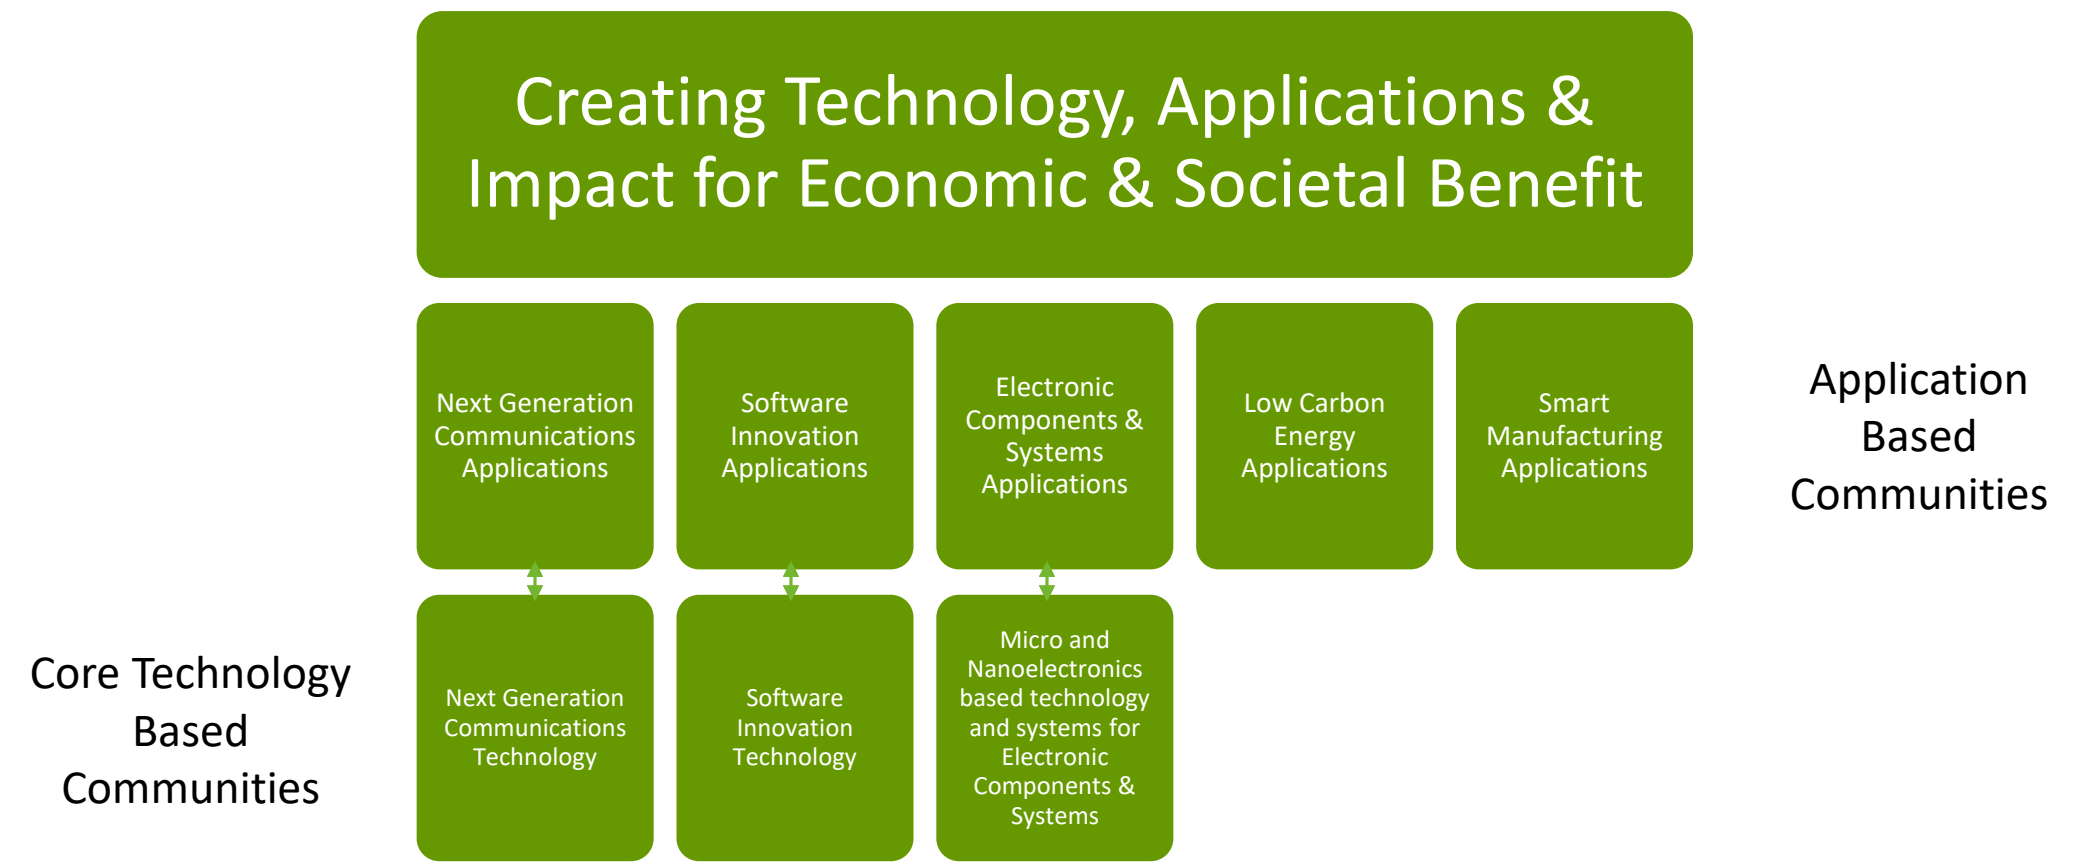 Creating Technology, Applications &
Impact for Economic & Societal Benefit
Next Generation
Communications
Applications
Software
Innovation
Applications
Electronic
Components &
Systems
Applications
Low Carbon
Energy
Applications
Smart
Manufacturing
Applications
Application
Based
Communities
Core Technology
Based
Communities
Next Generation
Communications
Technology
Software
Innovation
Technology
Micro and
Nanoelectronics
based technology
and systems for
Electronic
Components &
Systems